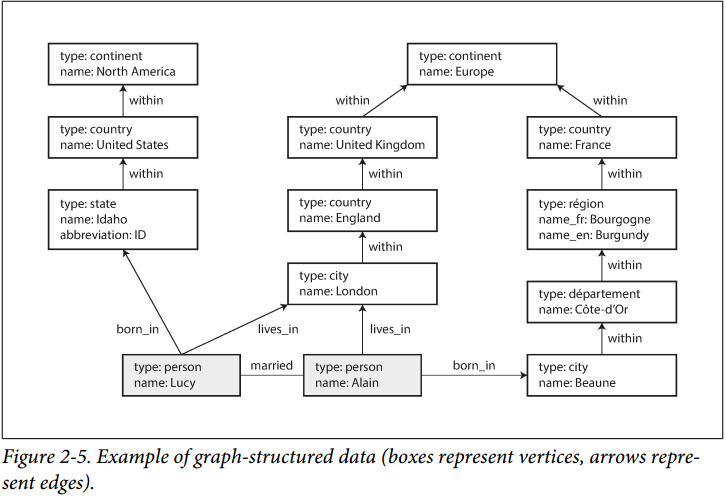 type: continent
name: North America
type: continent
name: Europe
within
within
within
type: country
name: United States
type: country
name: United Kingdom
type: country
name: France
within
within
within
type: state
name: Idaho
abbreviation: ID
type: country
name: England
type: région
name_fr: Bourgogne
name_en: Burgundy
within
within
type: city
name: London
type: département
name: Côte-d’Or
born_in
lives_in
lives_in
within
type: person
name: Lucy
married
type: person
name: Alain
born_in
type: city
name: Beaune
Figure 2-5. Example of graph-structured data (boxes represent vertices, arrows repre-
sent edges).